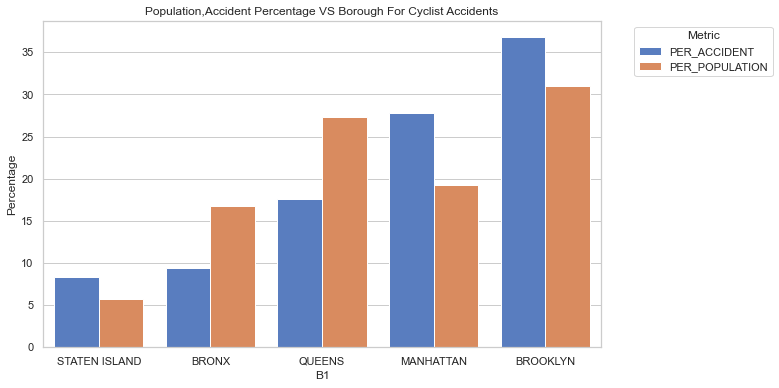 Population,Accident Percentage VS Borough For Cyclist Accidents
Metric
PER_ACCIDENT
PER_POPULATION
Percentage
35
30
25
20
15
10
5
0
STATEN ISLAND
BRONX
QUEENS
MANHATTAN
BROOKLYN
B1